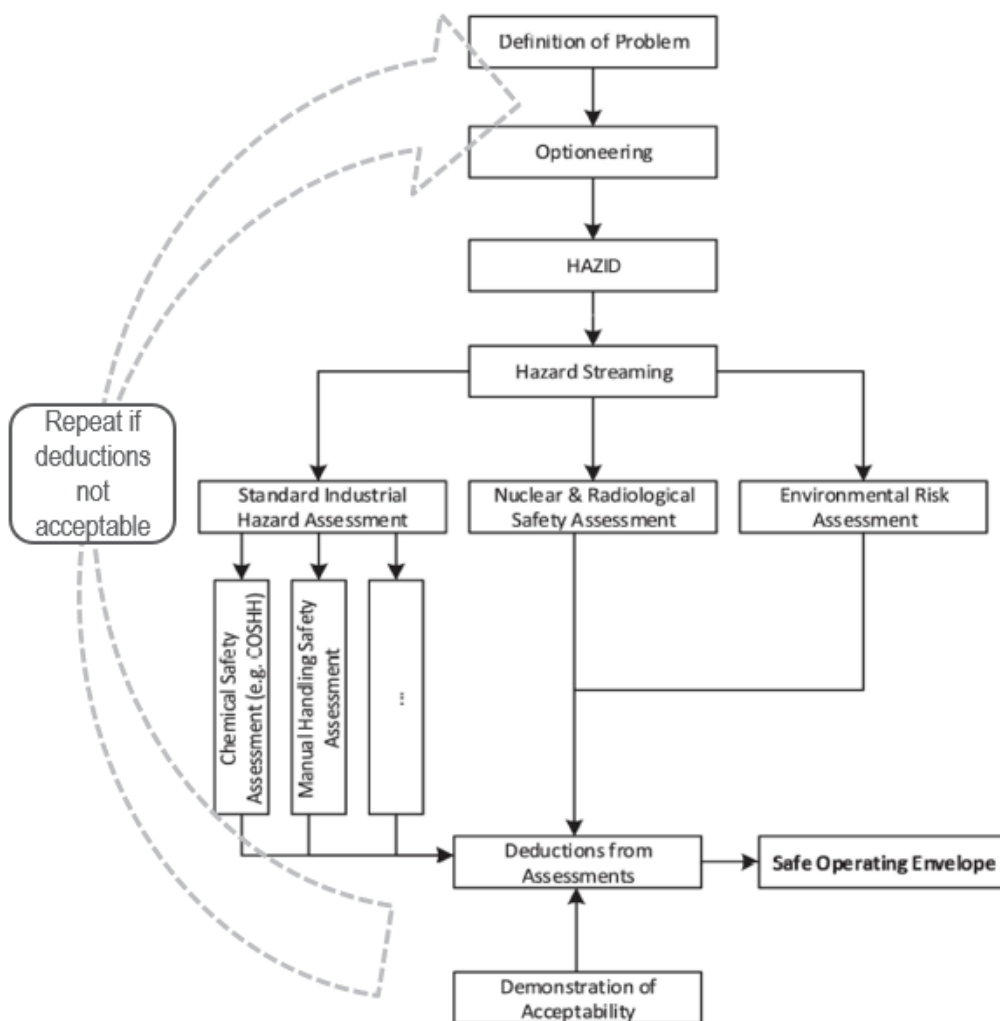 Definition of Problem
Optioneering
HAZID
Hazard Streaming
Repeat if
deductions
not
acceptable
Standard Industrial
Hazard Assessment
Nuclear & Radiological
Safety Assessment
Environmental Risk
Assessment
Chemical Safety
Assessment (e.g. COSHH)
Manual Handling Safety
Assessment
...
Deductions from
Assessments
Safe Operating Envelope
Demonstration of
Acceptability